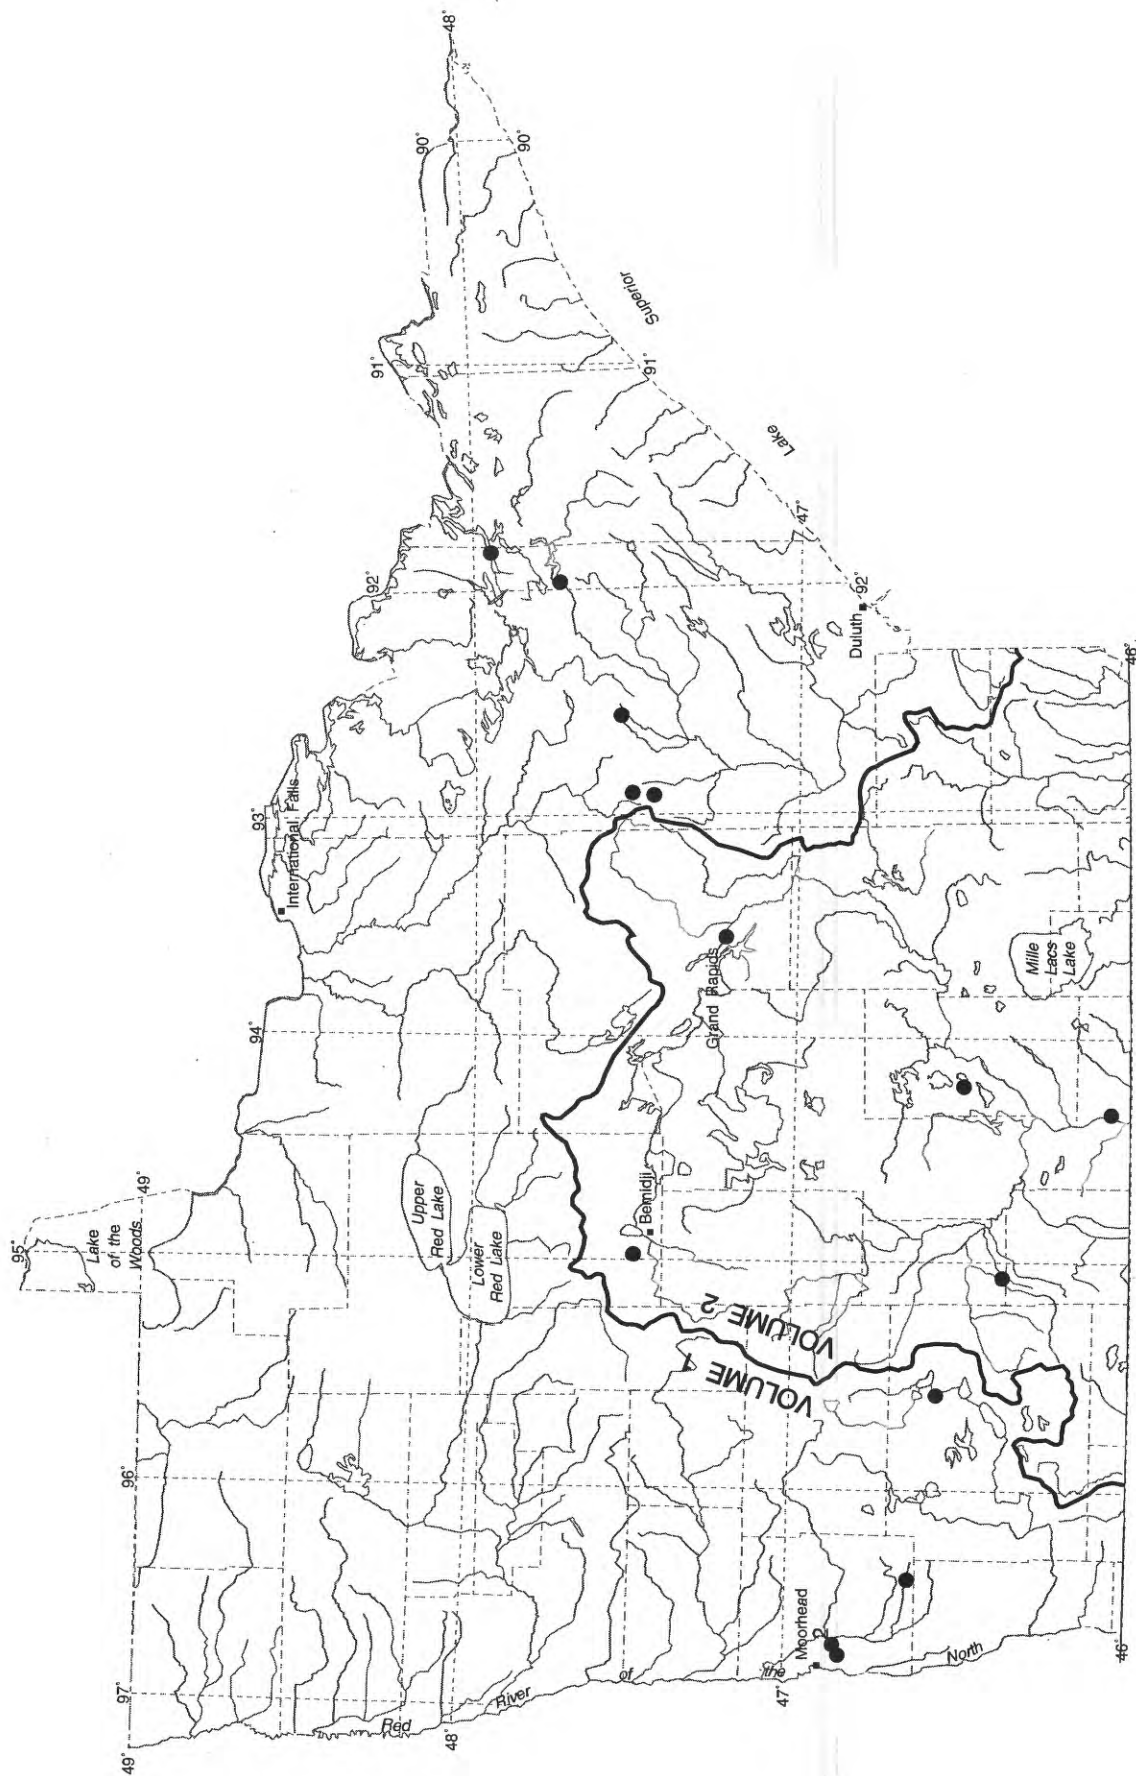 48°
90°
90°
Superior
91°
91°
Lake
47°
92°
92°
Duluth
46°
93°
International Falls
Mille
Lacs
Lake
Grand Rapids
94°
Upper
Red Lake
Lower
Red Lake
Bemidji
49°
95°
Lake
of the
Woods
VOLUME 2
VOLUME 1
96°
2
Moorhead
97°
Red
River
of
the
North
47°
48°
49°
46°